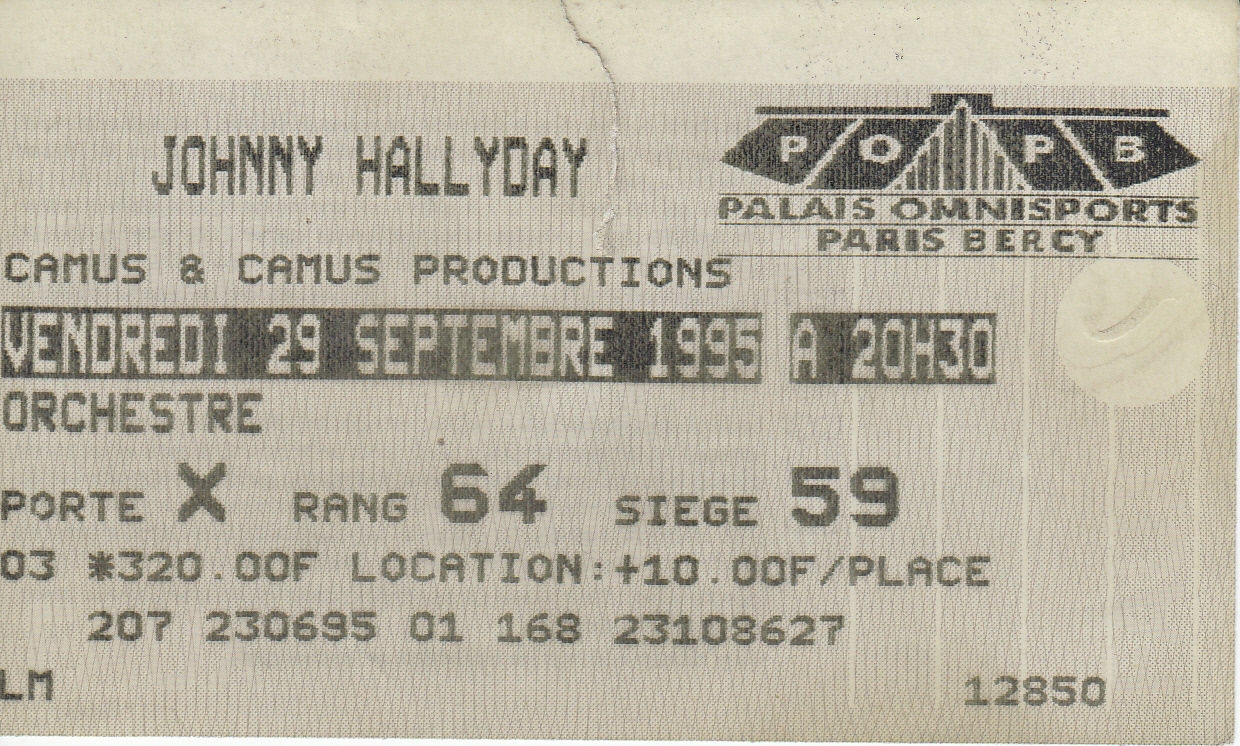 JOHNNY HALLYDAY
P O P B
PALAIS OMNISPORTS
PARIS BERCY
CAMUS & CAMUS PRODUCTIONS
VENDREDI 29 SEPTEMBRE 1995 A 20H30
ORCHESTRE
PORTE X RANG 64 SIEGE 59
03 *320.00F LOCATION:+10.00F/PLACE
207 230695 01 168 23108627
LM
12850